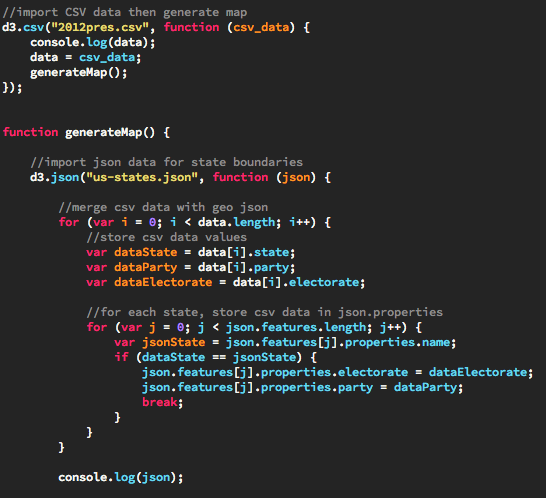 //import CSV data then generate map
d3.csv("2012pres.csv", function (csv_data) {
    console.log(data);
    data = csv_data;
    generateMap();
});
function generateMap() {
    //import json data for state boundaries
    d3.json("us-states.json", function (json) {
        //merge csv data with geo json
        for (var i = 0; i < data.length; i++) {
            //store csv data values
            var dataState = data[i].state;
            var dataParty = data[i].party;
            var dataElectorate = data[i].electorate;
            //for each state, store csv data in json.properties
            for (var j = 0; j < json.features.length; j++) {
                var jsonState = json.features[j].properties.name;
                if (dataState == jsonState) {
                    json.features[j].properties.electorate = dataElectorate;
                    json.features[j].properties.party = dataParty;
                    break;
                }
            }
        }
        console.log(json);